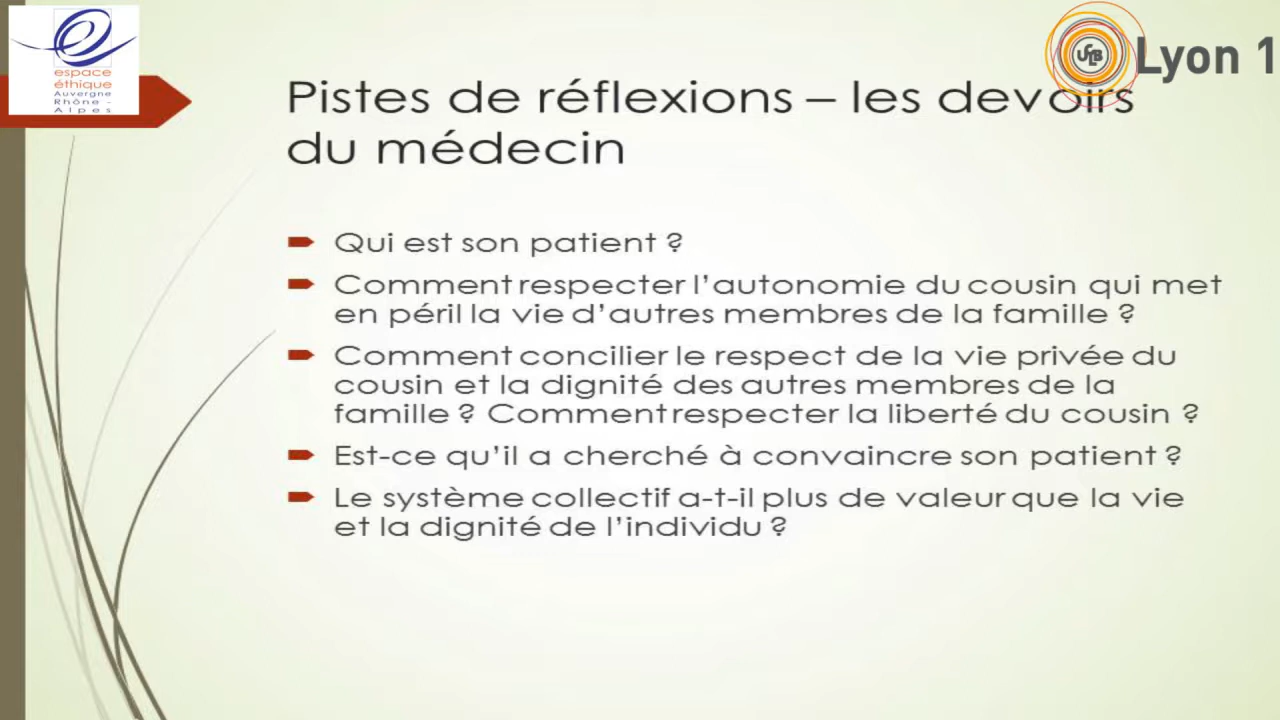 espace
éthique
Auvergne
Rhône -
Alpes
UCLB
Lyon 1
Pistes de réflexions – les devoirs
du médecin
Qui est son patient ?
Comment respecter l’autonomie du cousin qui met
en péril la vie d’autres membres de la famille ?
Comment concilier le respect de la vie privée du
cousin et la dignité des autres membres de la
famille ? Comment respecter la liberté du cousin ?
Est-ce qu’il a cherché à convaincre son patient ?
Le système collectif a-t-il plus de valeur que la vie
et la dignité de l’individu ?